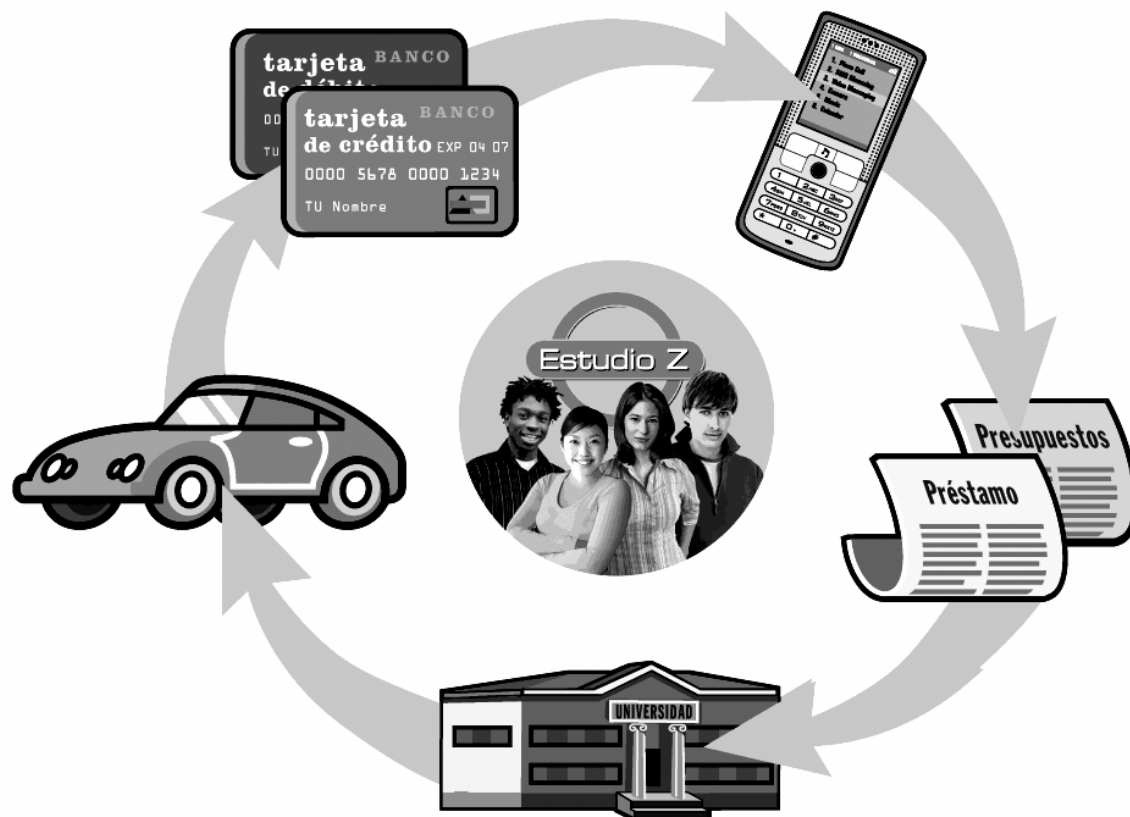 tarjeta BANCO
tarjeta BANCO
de crédito EXP 04 07
0000 5678 0000 1234
TU Nombre
TU
Estudio Z
Presupuestos
Préstamo
UNIVERSIDAD